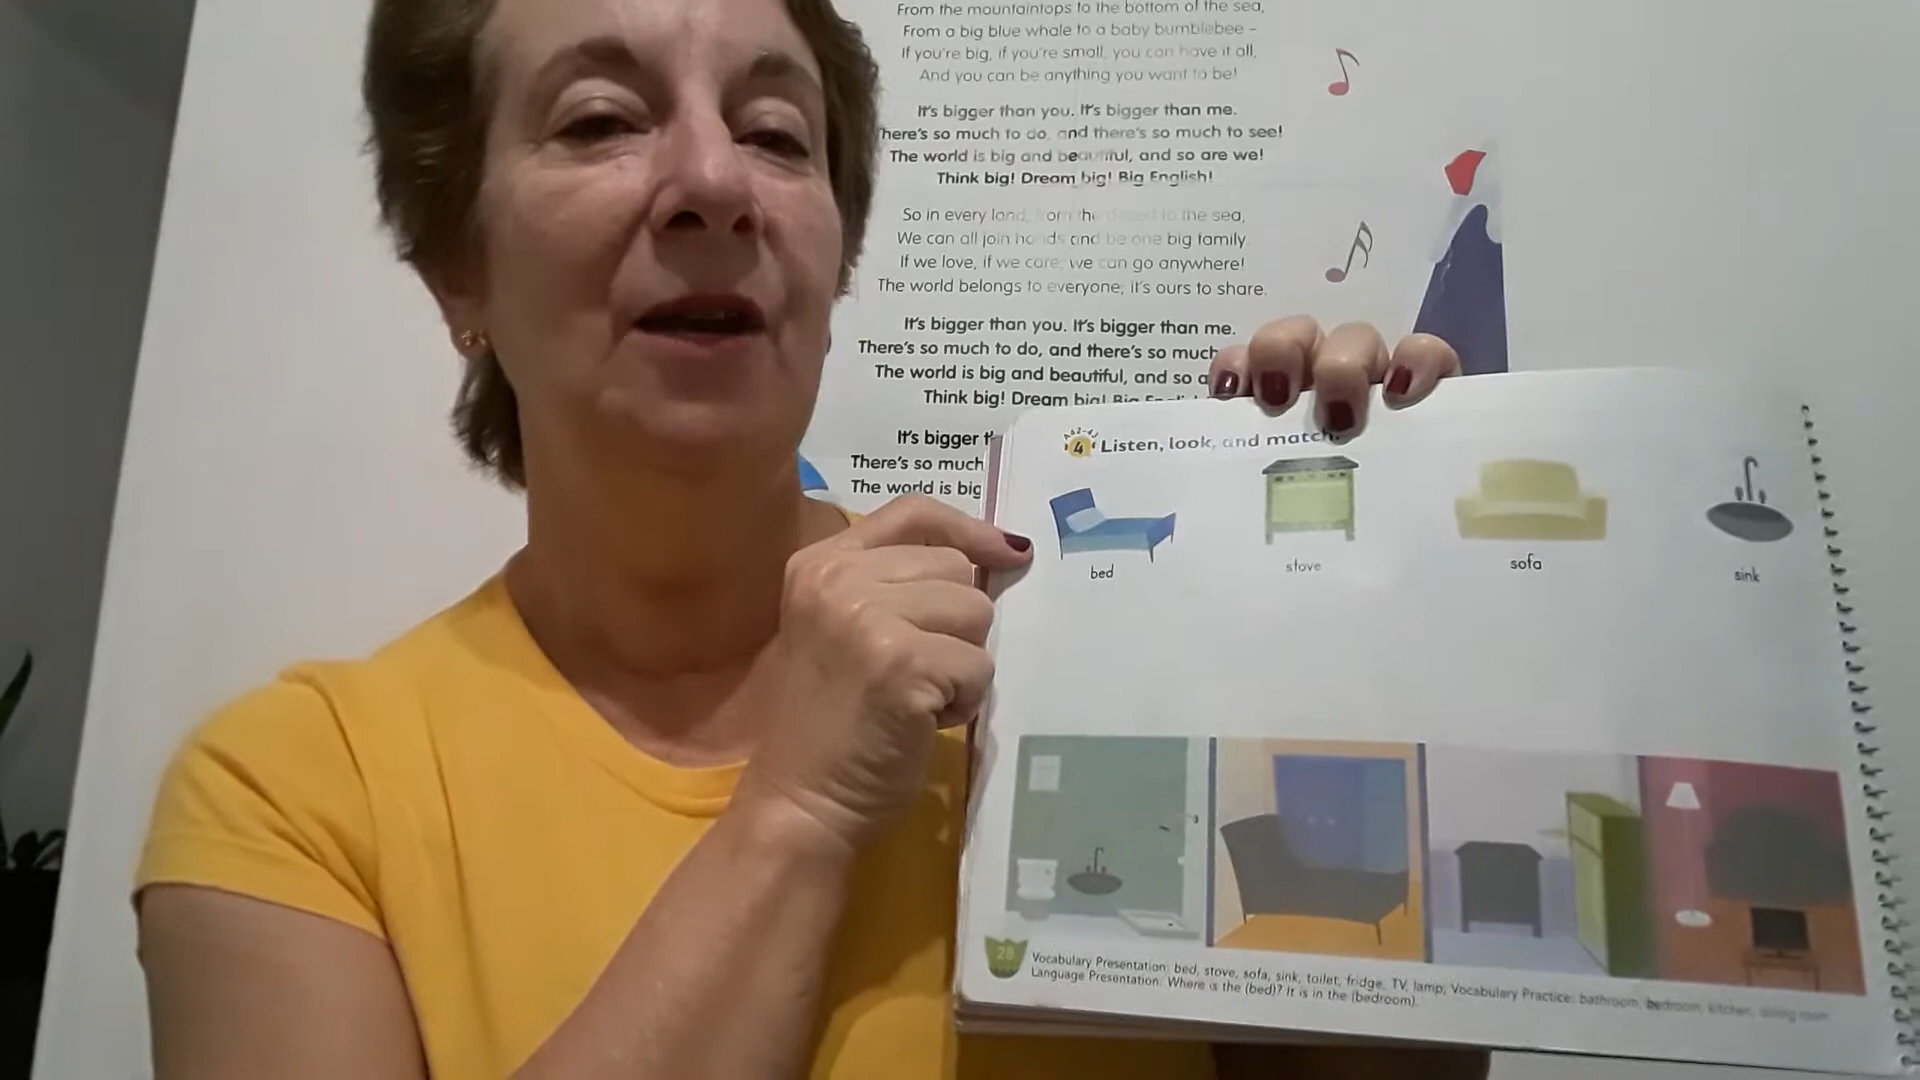 From the mountaintops to the bottom of the sea,
From a big blue whale to a baby bumblebee –
If you're big, if you're small, you can have it all,
And you can be anything you want to be!
It's bigger than you. It's bigger than me.
here's so much to do, and there's so much to see!
The world is big and beautiful, and so are we!
Think big! Dream big! Big English!
So in every land, from the desert to the sea,
We can all join hands and be one big family.
If we love, if we care, we can go anywhere!
The world belongs to everyone; it's ours to share.
It's bigger than you. It's bigger than me.
There's so much to do, and there's so much
The world is big and beautiful, and so a
Think big! Dream big! Big
It's bigger
There's so much
The world is big
4 Listen, look, and match.
bed
stove
sofa
sink
28
Vocabulary Presentation: bed, stove, sofa, sink, toilet, fridge, TV, lamp; Vocabulary Practice: bathroom, bedroom, kitchen, dining room
Language Presentation: Where is the (bed)? It is in the (bedroom).